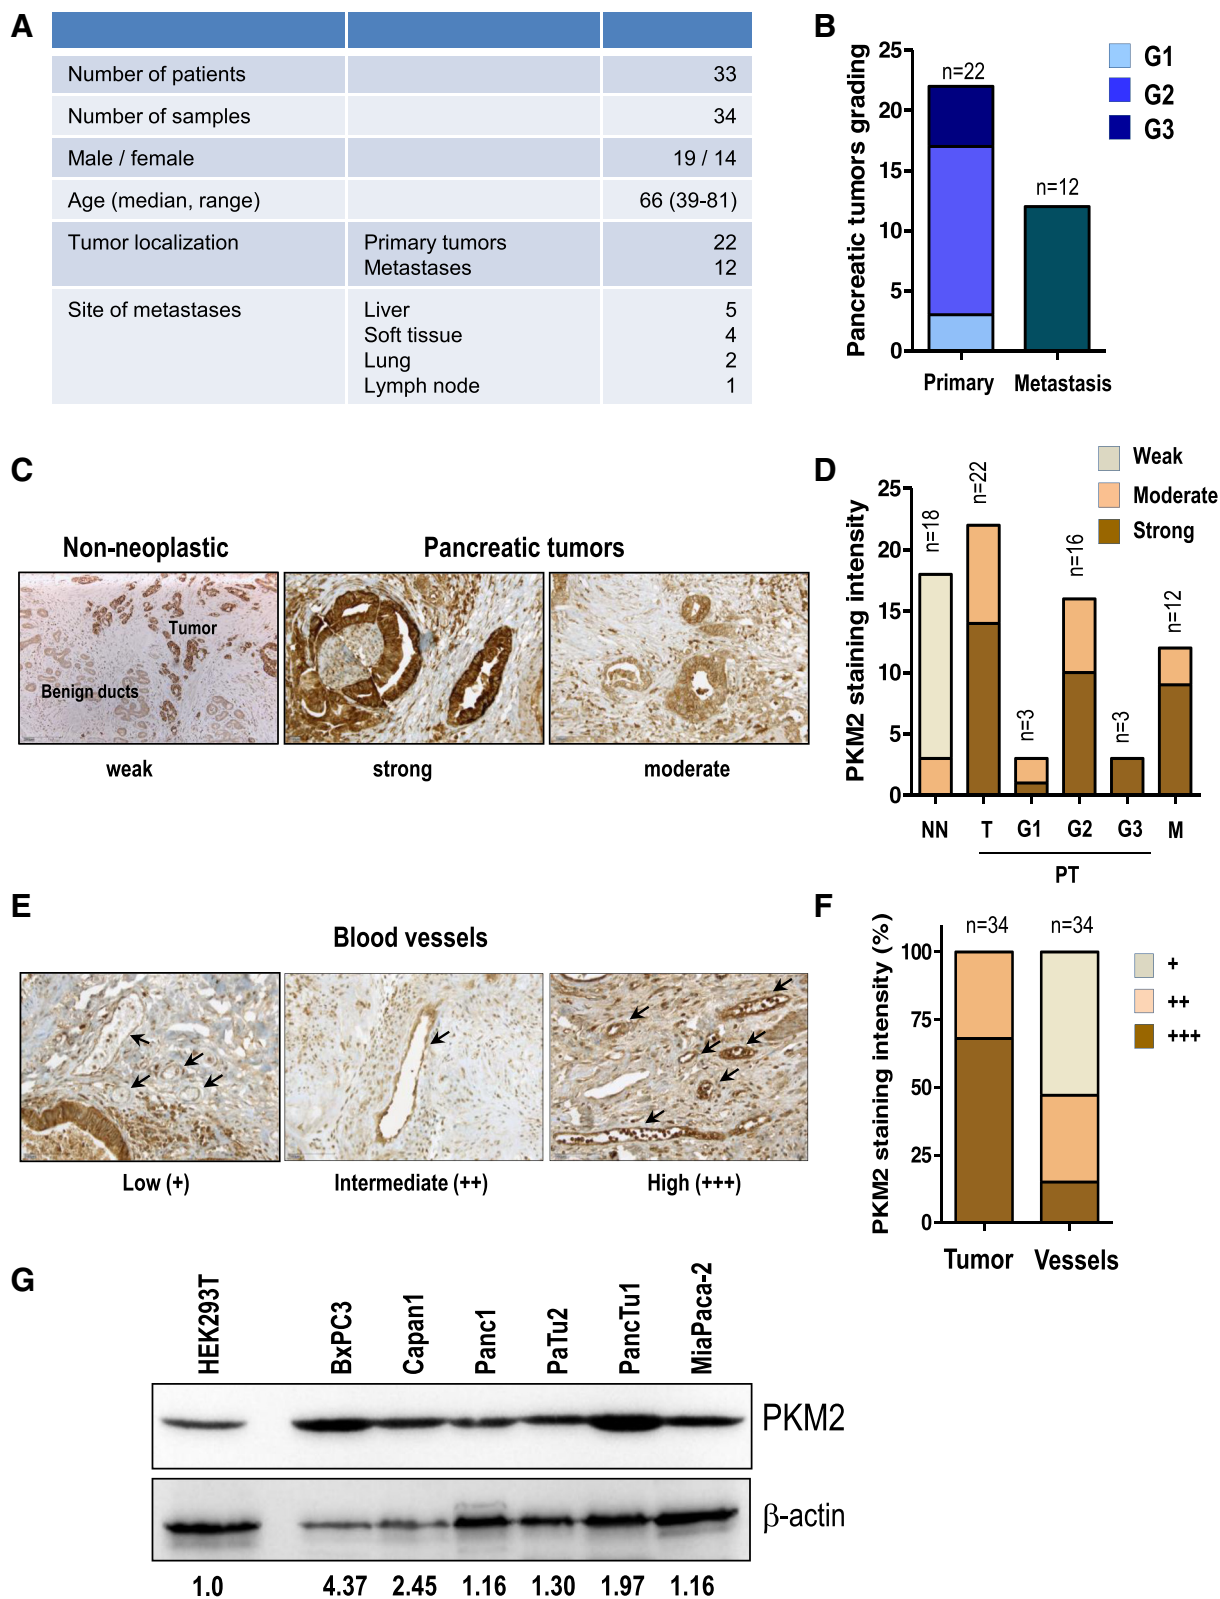 A
Number of patients 33
Number of samples 34
Male / female 19 / 14
Age (median, range) 66 (39-81)
Tumor localization Primary tumors 22
Metastases 12
Site of metastases Liver 5
Soft tissue 4
Lung 2
Lymph node 1
B
Pancreatic tumors grading
25
20
15
10
5
0
n=22
n=12
Primary Metastasis
G1
G2
G3
C
Non-neoplastic Pancreatic tumors
Tumor
Benign ducts
weak strong moderate
D
PKM2 staining intensity
25
20
15
10
5
0
n=18
n=22
n=3
n=16
n=3
n=12
NN T G1 G2 G3 M
PT
Weak
Moderate
Strong
E
Blood vessels
Low (+) Intermediate (++) High (+++)
F
PKM2 staining intensity (%)
100
75
50
25
0
n=34 n=34
Tumor Vessels
+
++
+++
G
HEK293T
BxPC3
Capan1
Panc1
PaTu2
PancTu1
MiaPaca-2
PKM2
β-actin
1.0 4.37 2.45 1.16 1.30 1.97 1.16